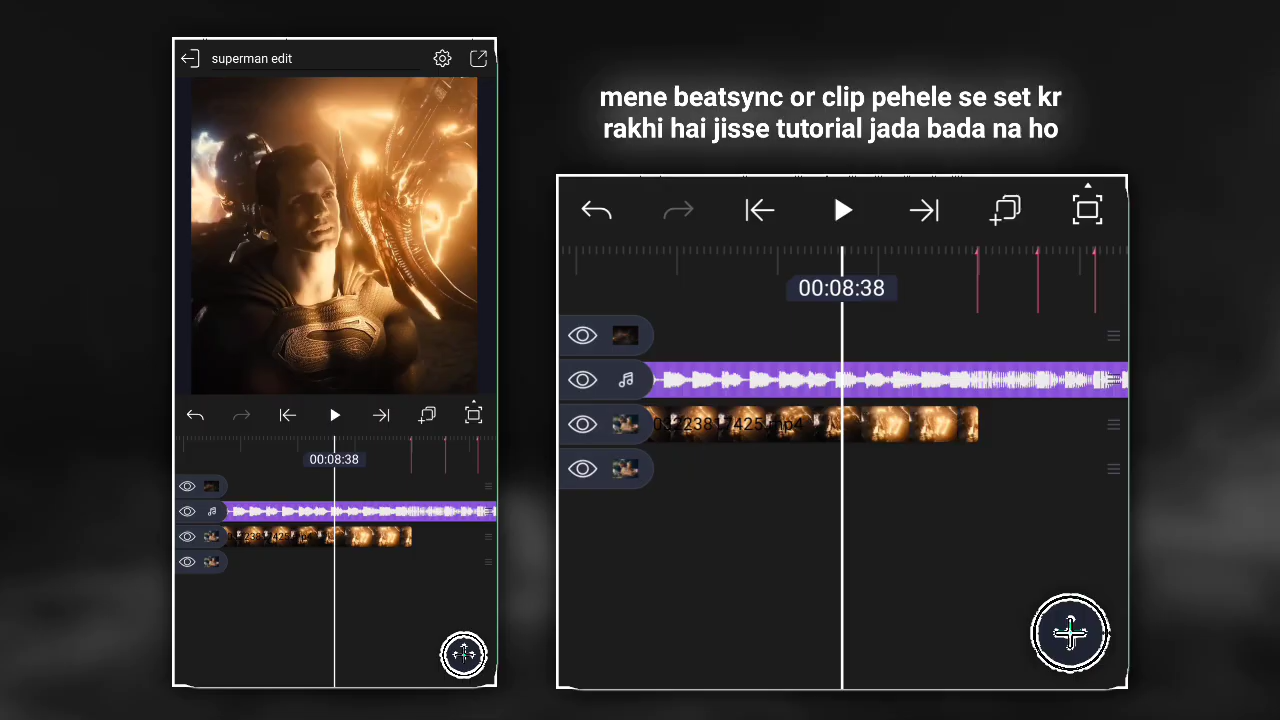 superman edit
mene beatsync or clip pehele se set kr
rakhi hai jisse tutorial jada bada na ho
00:08:38
00:08:38